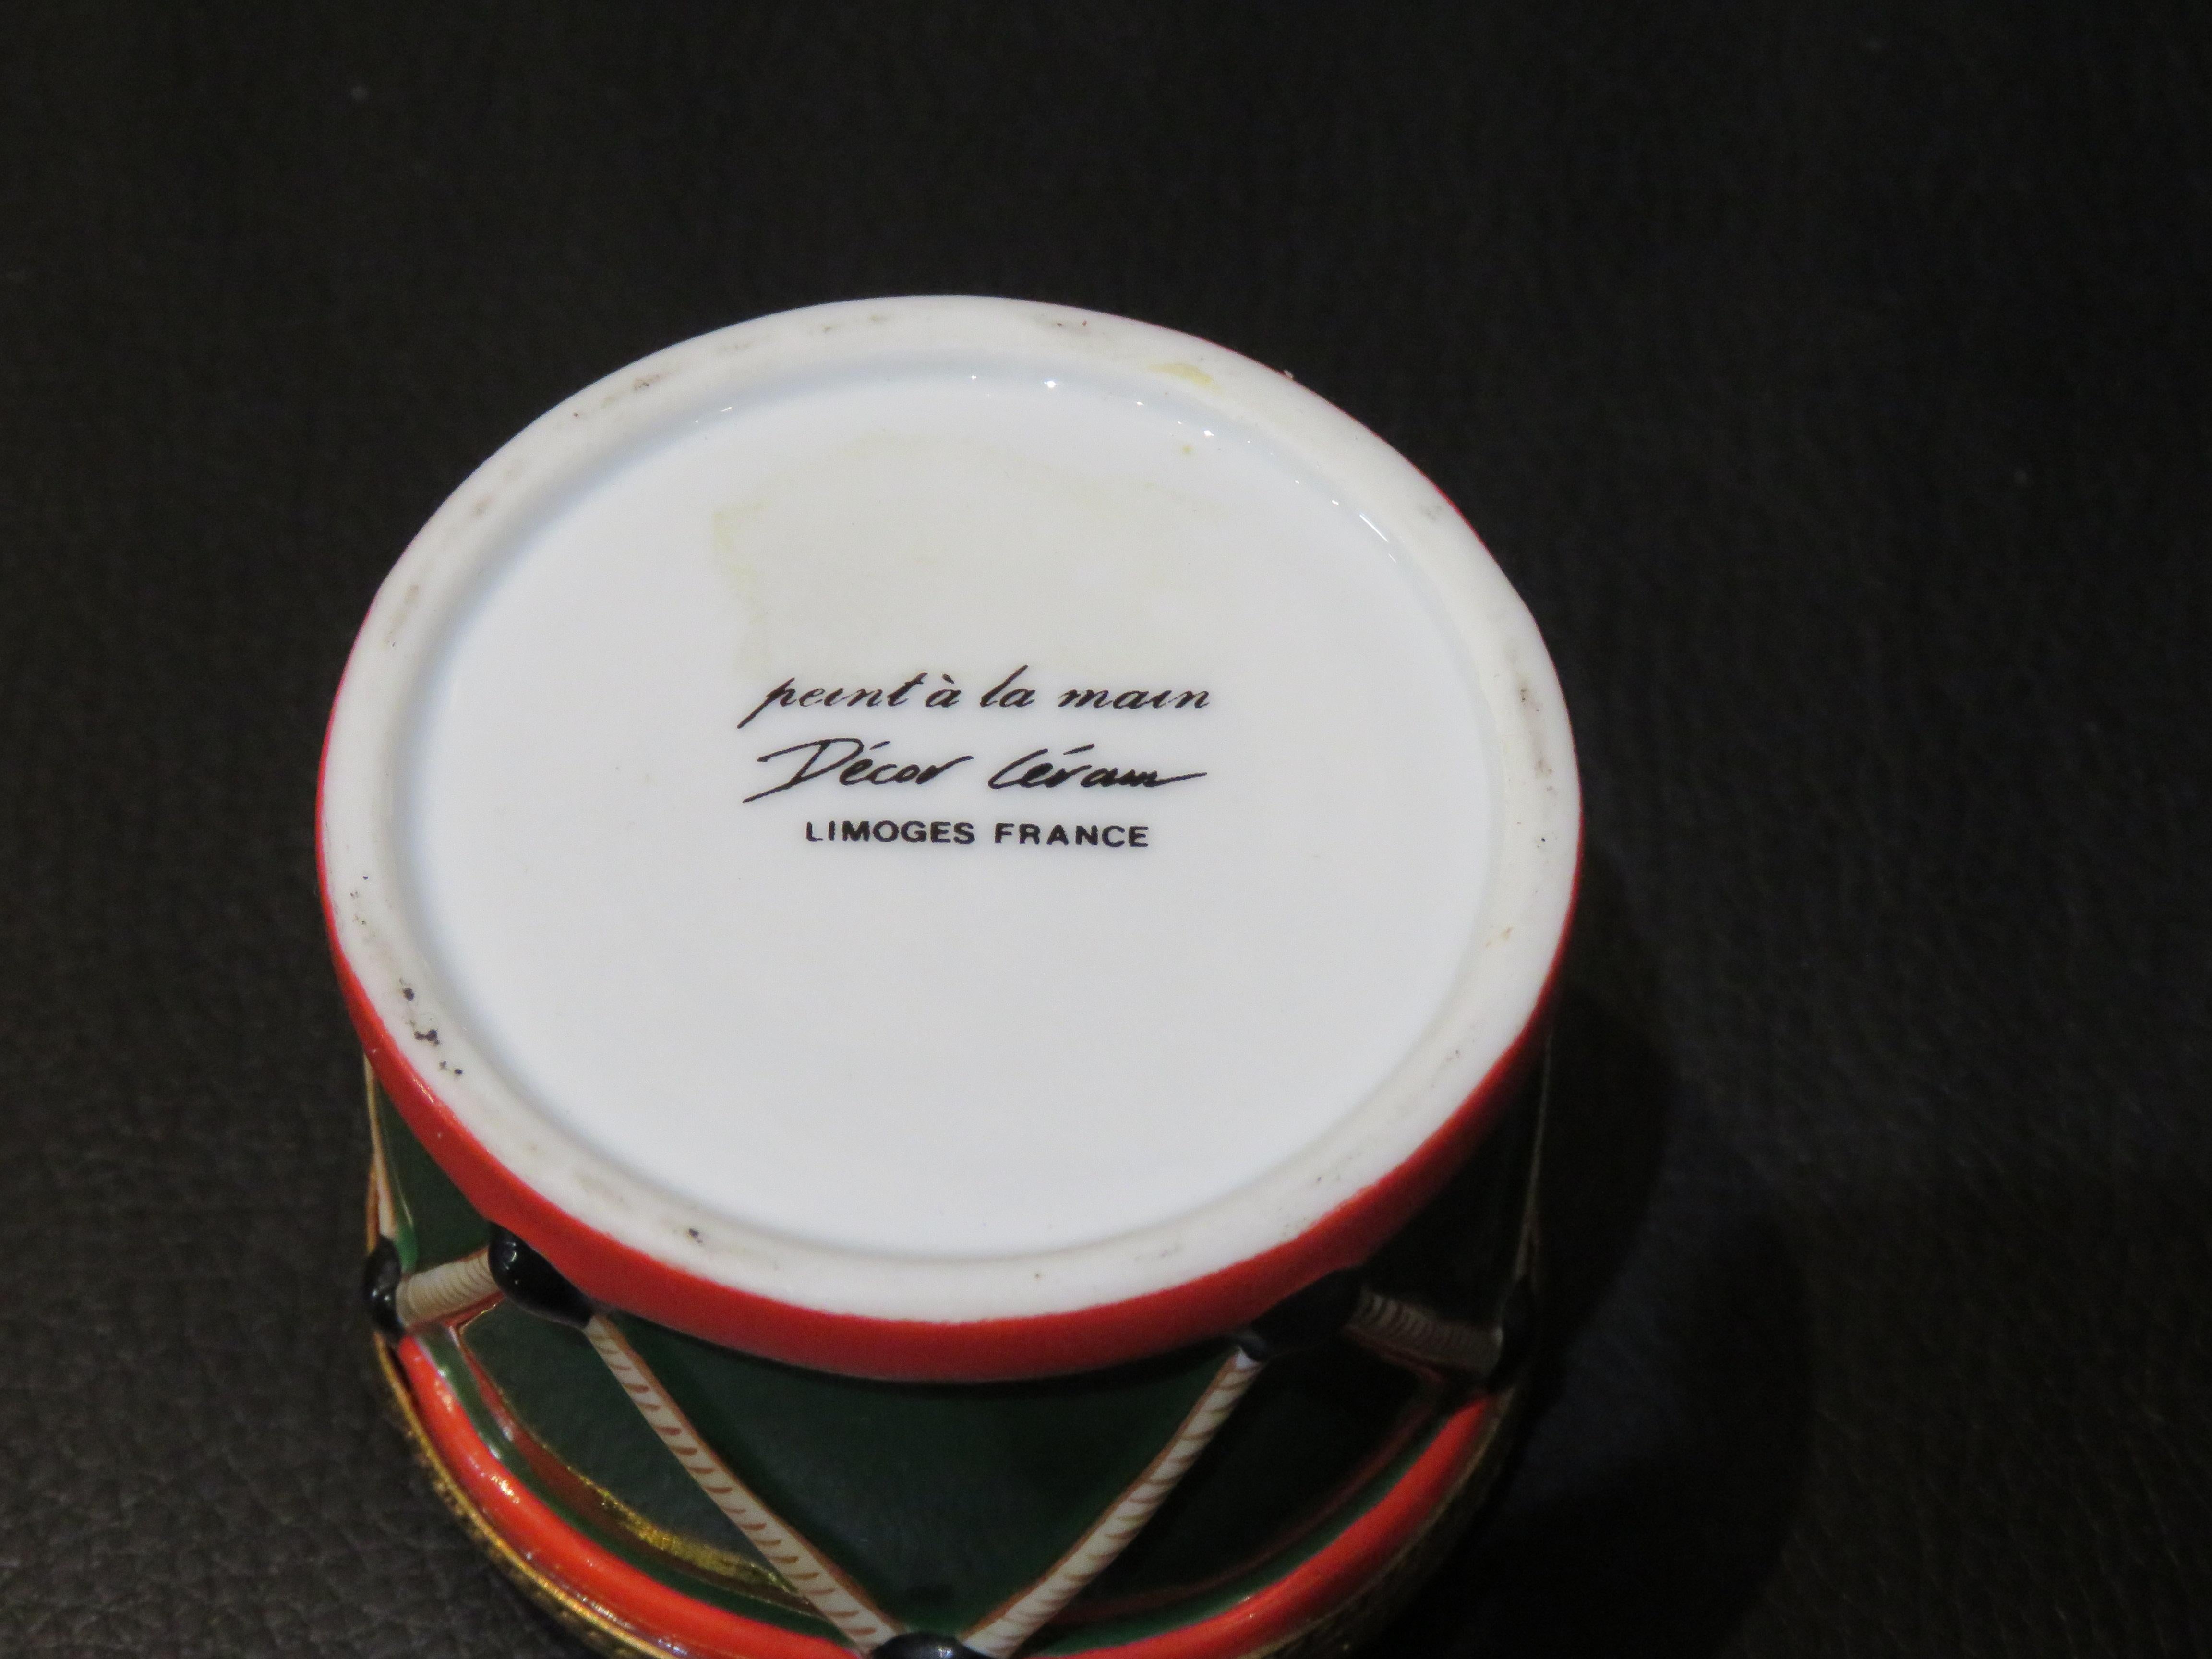 peint à la main
Décor Céram
LIMOGES FRANCE